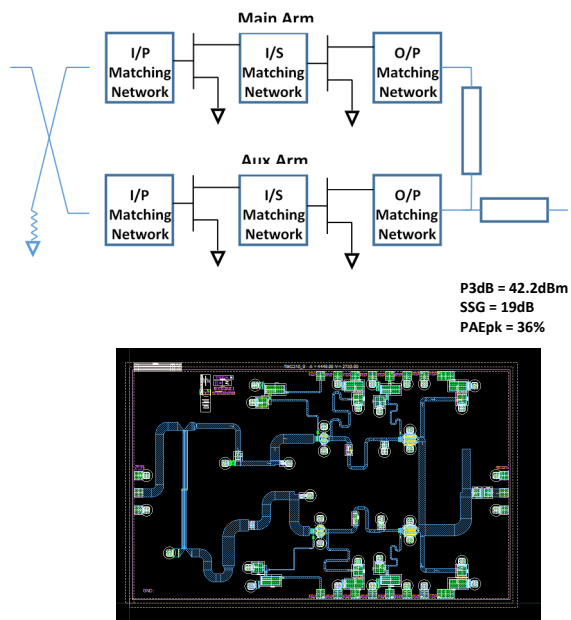 Main Arm
I/P
Matching
Network
I/S
Matching
Network
O/P
Matching
Network
Aux Arm
I/P
Matching
Network
I/S
Matching
Network
O/P
Matching
Network
P3dB = 42.2dBm
SSG = 19dB
PAEpk = 36%
GND